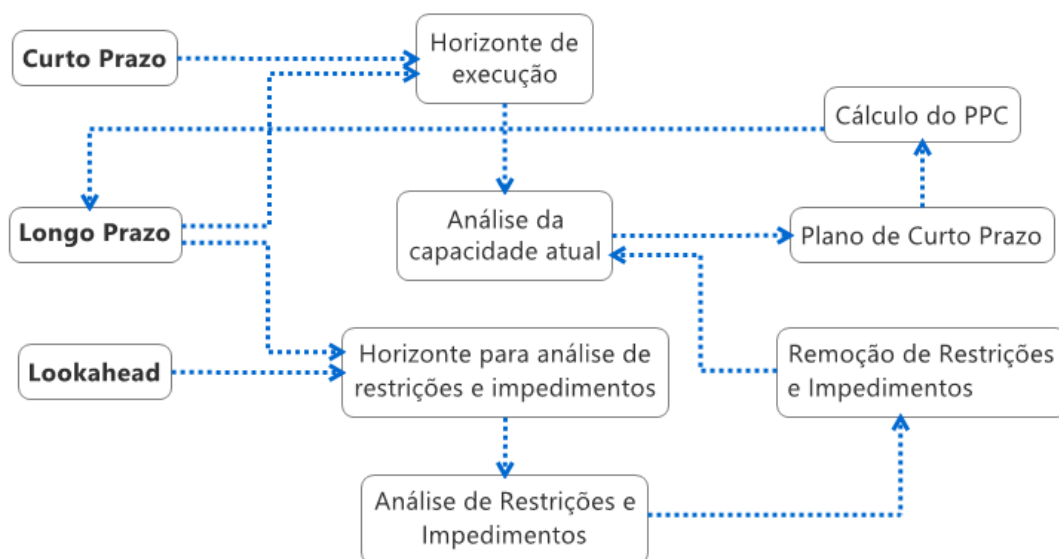 Curto Prazo
Horizonte de
execução
Cálculo do PPC
Longo Prazo
Análise da
capacidade atual
Plano de Curto Prazo
Lookahead
Horizonte para análise de
restrições e impedimentos
Remoção de Restrições
e Impedimentos
Análise de Restrições e
Impedimentos